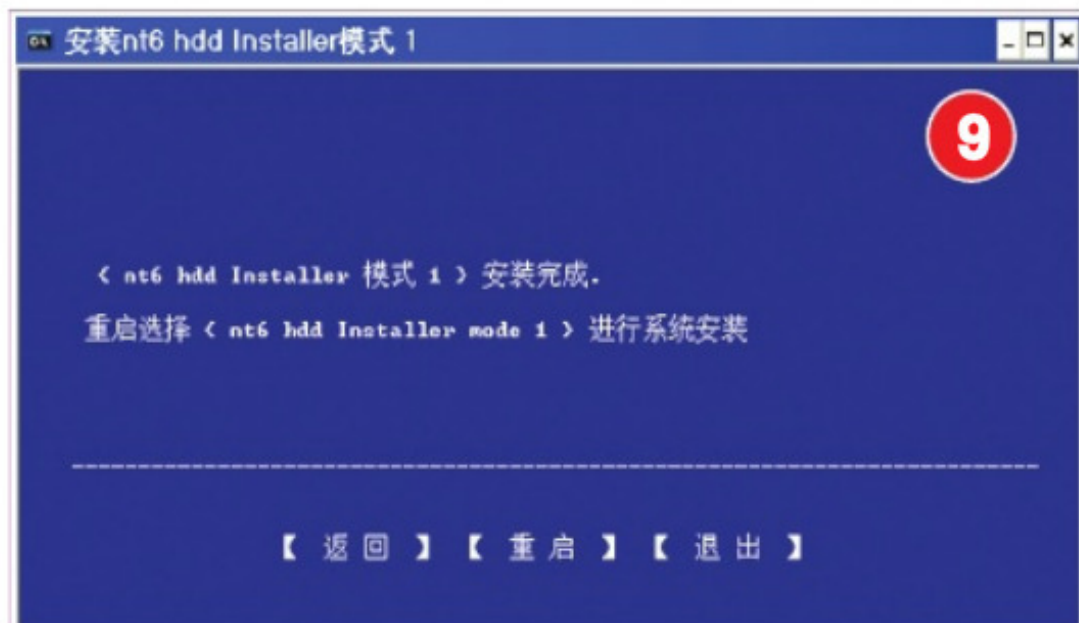 安装nt6 hdd Installer模式 1
9
< nt6 hdd Installer 模式 1 > 安装完成.
重启选择 < nt6 hdd Installer mode 1 > 进行系统安装
--------------------------------------------------------------------------
【 返 回 】 【 重 启 】 【 退 出 】